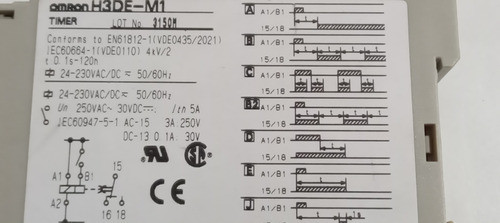 omron H3DE-M1
TIMER LOT No 3150M
Conforms to EN61812-1(VDE0435/2021)
IEC60664-1(VDE0110) 4kV/2
t 0.1s-120h
24-230VAC/DC 50/60Hz
24-230VAC/DC 50/60Hz
Un 250VAC~ 30VDC Ith 5A
IEC60947-5-1 AC-15 3A 250V
DC-13 0.1A 30V
A1 B1 15
A2 16 18
CE
A A1/B1
15/18
B A1/B1
15/18
C A1/B1
15/18
B2 A1/B1
15/18
D A1/B1
15/18
E A1/B1
15/18
J A1/B1
15/18